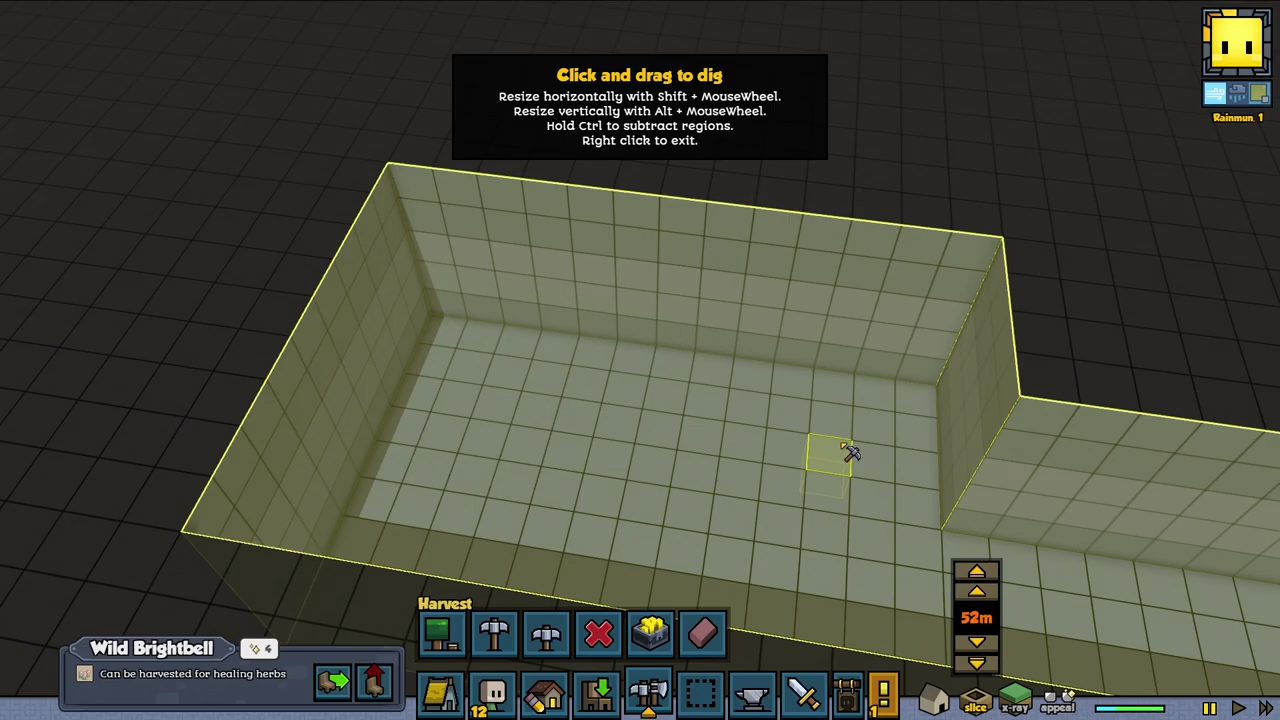 Click and drag to dig
Resize horizontally with Shift + MouseWheel.
Resize vertically with Alt + MouseWheel.
Hold Ctrl to subtract regions.
Right click to exit.
Rainmun, 1
52m
Harvest
Wild Brightbell
6
Can be harvested for healing herbs
12
1
slice
x-ray
appeal